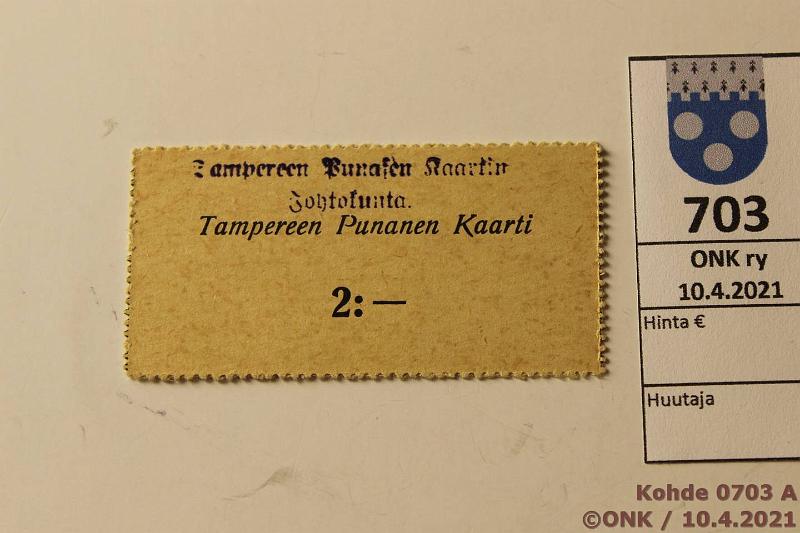 Tampereen Punasen Kaartin
Johtokunta.
Tampereen Punanen Kaarti
2: —
703
ONK ry
10.4.2021
Hinta €
Huutaja
Kohde 0703 A
©ONK / 10.4.2021